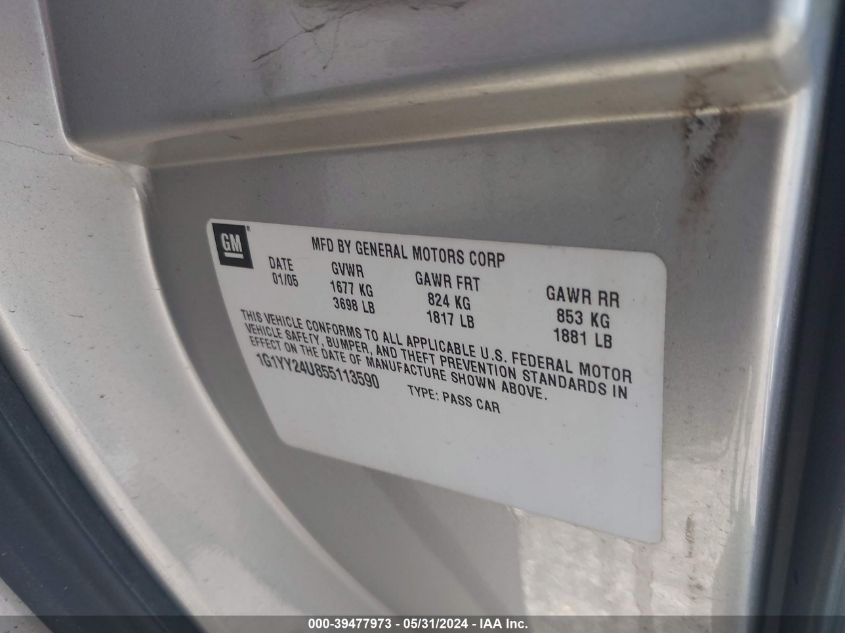 GM
MFD BY GENERAL MOTORS CORP
DATE GVWR GAWR FRT GAWR RR
01/05 1677 KG 824 KG 853 KG
3698 LB 1817 LB 1881 LB
THIS VEHICLE CONFORMS TO ALL APPLICABLE U.S. FEDERAL MOTOR
VEHICLE SAFETY, BUMPER, AND THEFT PREVENTION STANDARDS IN
EFFECT ON THE DATE OF MANUFACTURE SHOWN ABOVE.
1G1YY24U855113590 TYPE: PASS CAR
000-39477973 - 05/31/2024 - IAA Inc.